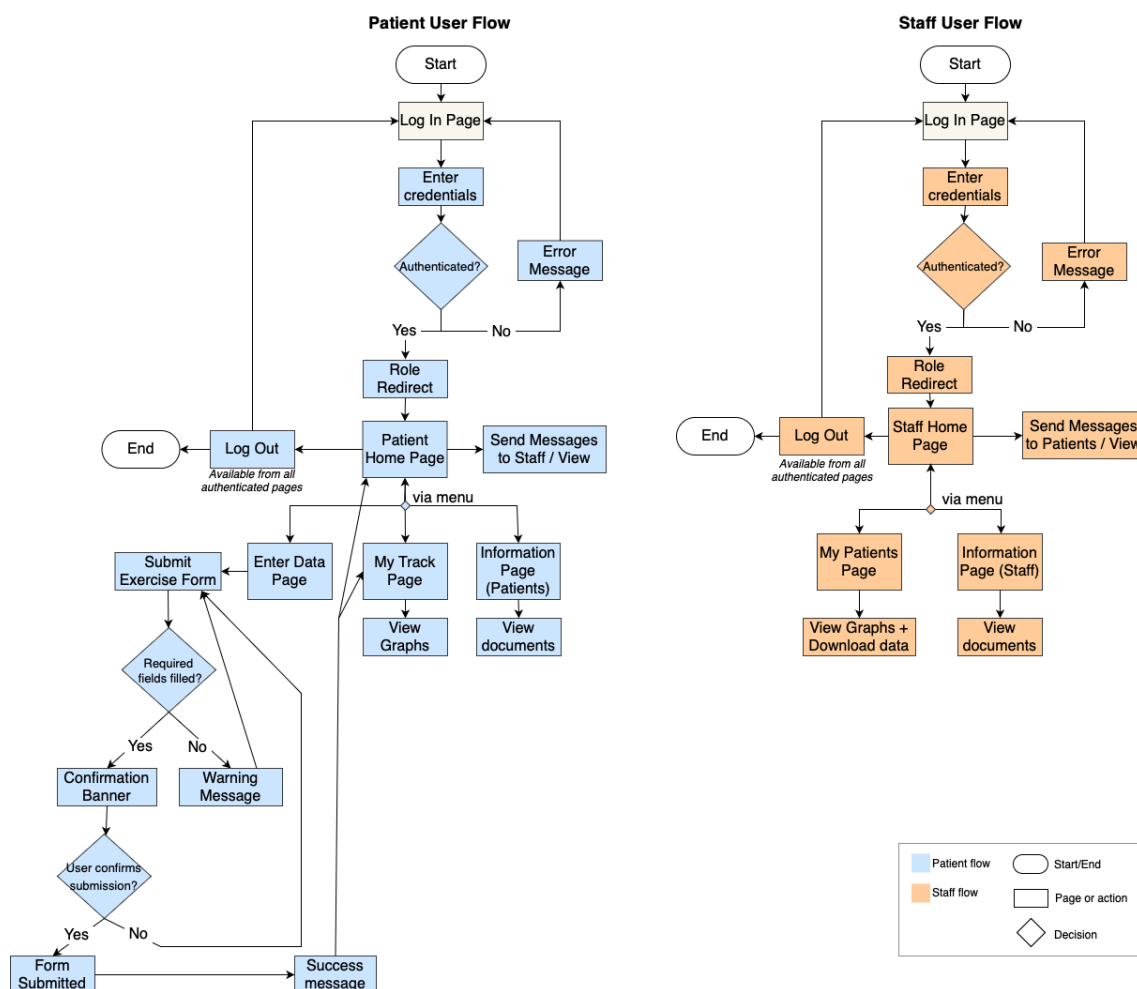 Patient User Flow
Start
Log In Page
Enter
credentials
Authenticated?
Error
Message
Yes
No
Role
Redirect
End
Log Out
Patient
Home Page
Send Messages
to Staff / View
Available from all
authenticated pages
via menu
Submit
Exercise Form
Enter Data
Page
My Track
Page
Information
Page
(Patients)
View
Graphs
View
documents
Required
fields filled?
Yes
No
Confirmation
Banner
Warning
Message
User confirms
submission?
Yes
No
Form
Submitted
Success
message
Staff User Flow
Start
Log In Page
Enter
credentials
Authenticated?
Error
Message
Yes
No
Role
Redirect
End
Log Out
Staff Home
Page
Send Messages
to Patients / View
Available from all
authenticated pages
via menu
My Patients
Page
Information
Page (Staff)
View Graphs +
Download data
View
documents
Patient flow
Staff flow
Start/End
Page or action
Decision